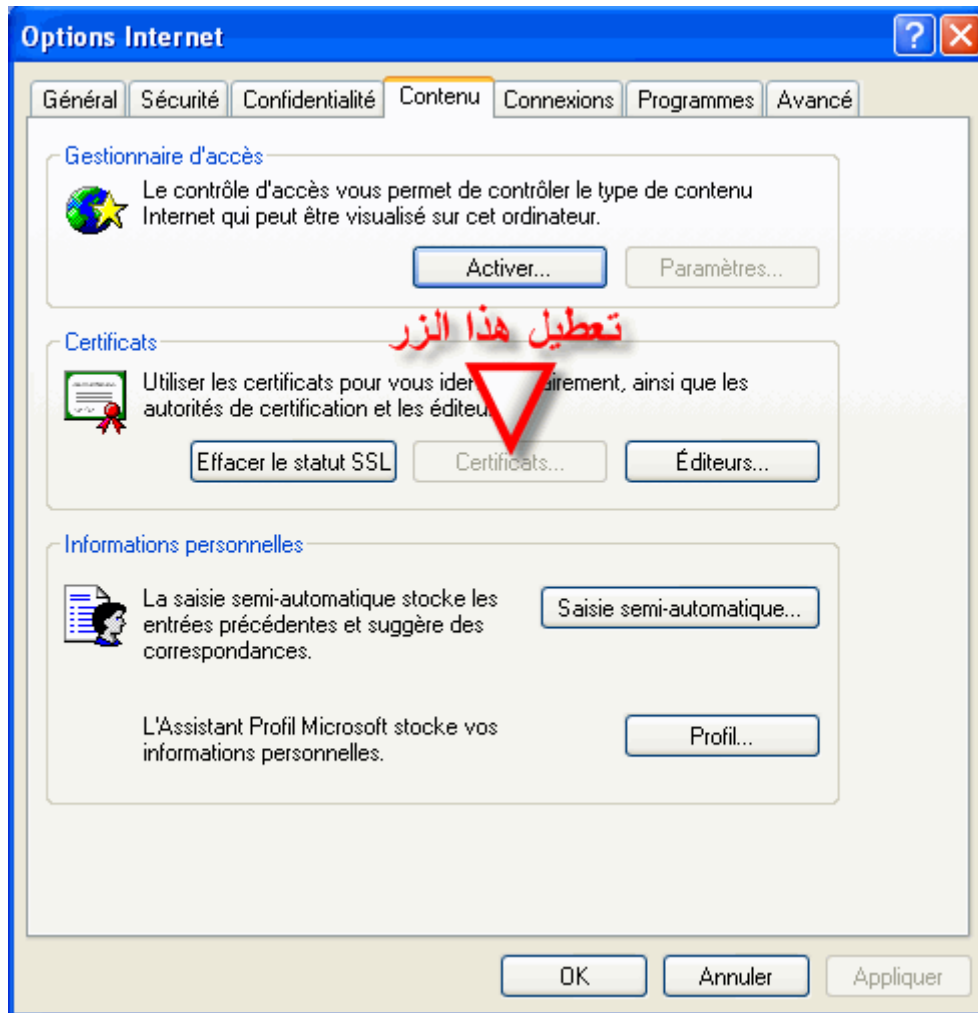 Options Internet
Général Sécurité Confidentialité Contenu Connexions Programmes Avancé
Gestionnaire d'accès
Le contrôle d'accès vous permet de contrôler le type de contenu
Internet qui peut être visualisé sur cet ordinateur.
Activer... Paramètres...
تعطيل هذا الزر
Certificats
Utiliser les certificats pour vous , ainsi que les
autorités de certification et les
Effacer le statut SSL Certificats... Éditeurs...
Informations personnelles
La saisie semi-automatique stocke les
entrées précédentes et suggère des
correspondances.
Saisie semi-automatique...
L'Assistant Profil Microsoft stocke vos
informations personnelles.
Profil...
OK Annuler Appliquer